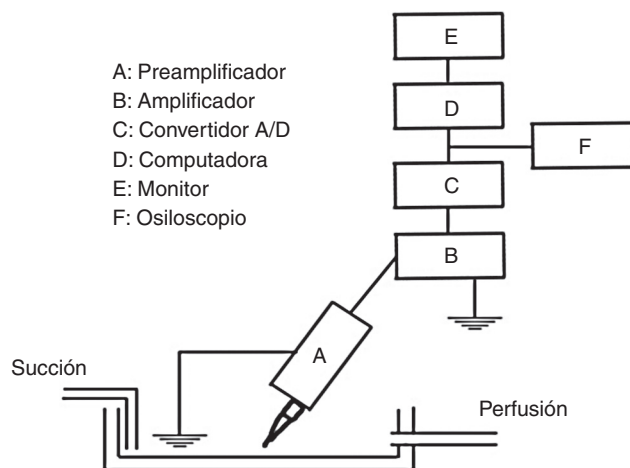 E
A: Preamplificador
B: Amplificador
C: Convertidor A/D
D: Computadora
E: Monitor
F: Osiloscopio
D
F
C
B
A
Succión
Perfusión